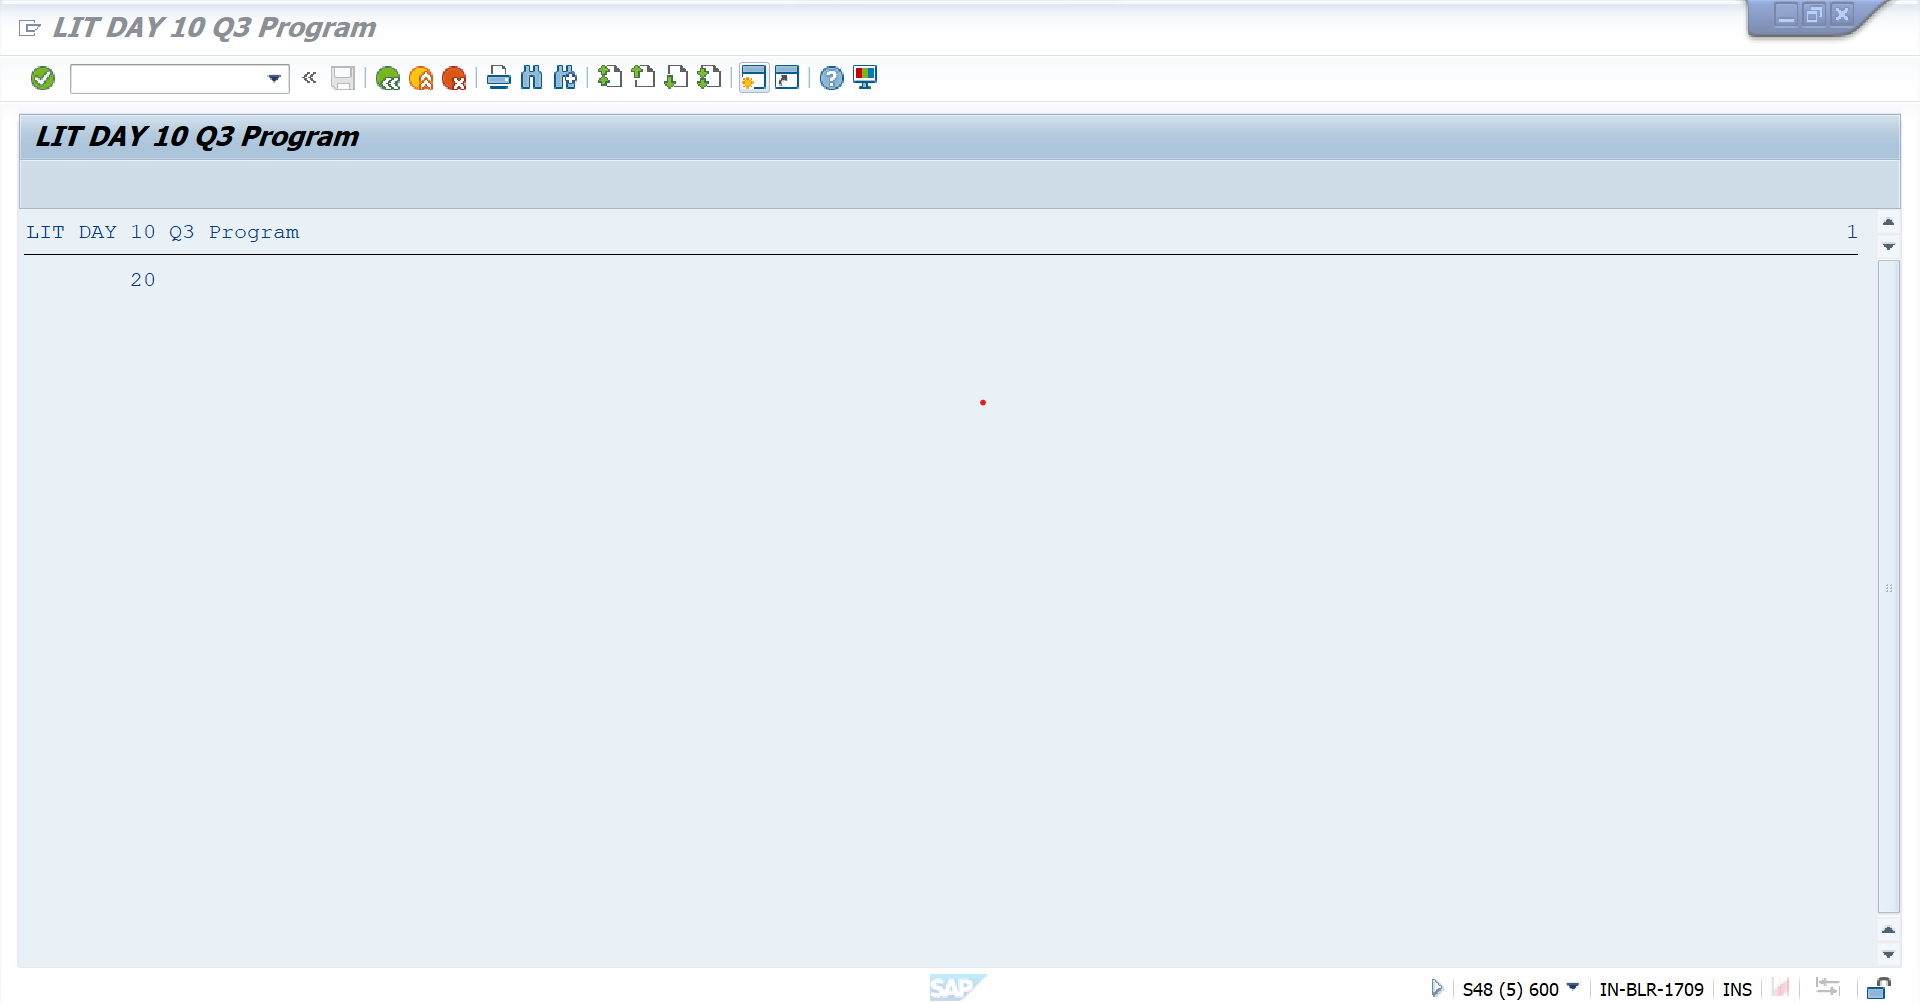 LIT DAY 10 Q3 Program
LIT DAY 10 Q3 Program
LIT DAY 10 Q3 Program 1
20
SAP
S48 (5) 600 IN-BLR-1709 INS